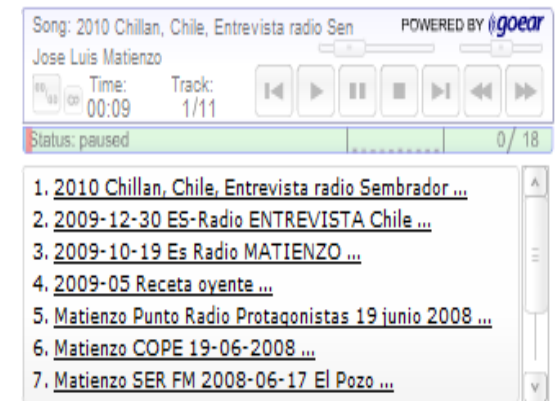 Song: 2010 Chillan, Chile, Entrevista radio Sen POWERED BY goear
Jose Luis Matienzo
Time: Track:
00:09 1/11
Status: paused 0/ 18
1. 2010 Chillan, Chile, Entrevista radio Sembrador ...
2. 2009-12-30 ES-Radio ENTREVISTA Chile ...
3. 2009-10-19 Es Radio MATIENZO ...
4. 2009-05 Receta oyente ...
5. Matienzo Punto Radio Protagonistas 19 junio 2008 ...
6. Matienzo COPE 19-06-2008 ...
7. Matienzo SER FM 2008-06-17 El Pozo ...